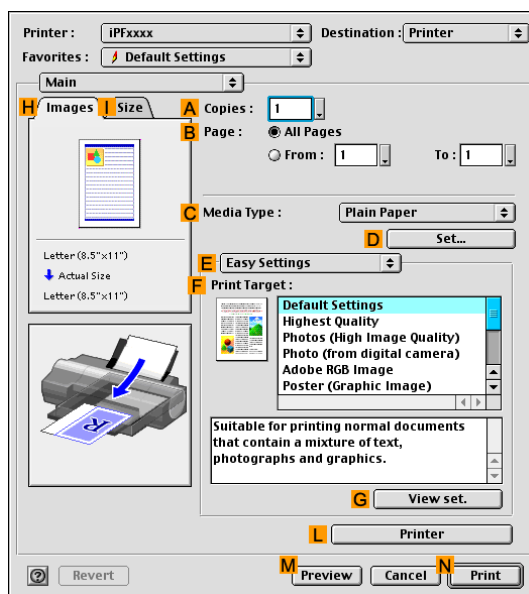 Printer : iPFxxxx Destination : Printer
Favorites : Default Settings
Main
H Images I Size
A Copies : 1
B Page : All Pages
From : 1 To : 1
C Media Type : Plain Paper
D Set...
Letter (8.5"x11")
Actual Size
Letter (8.5"x11")
E Easy Settings
F Print Target :
Default Settings
Highest Quality
Photos (High Image Quality)
Photo (from digital camera)
Adobe RGB Image
Poster (Graphic Image)
Suitable for printing normal documents
that contain a mixture of text,
photographs and graphics.
G View set.
L Printer
? Revert M Preview Cancel N Print
R